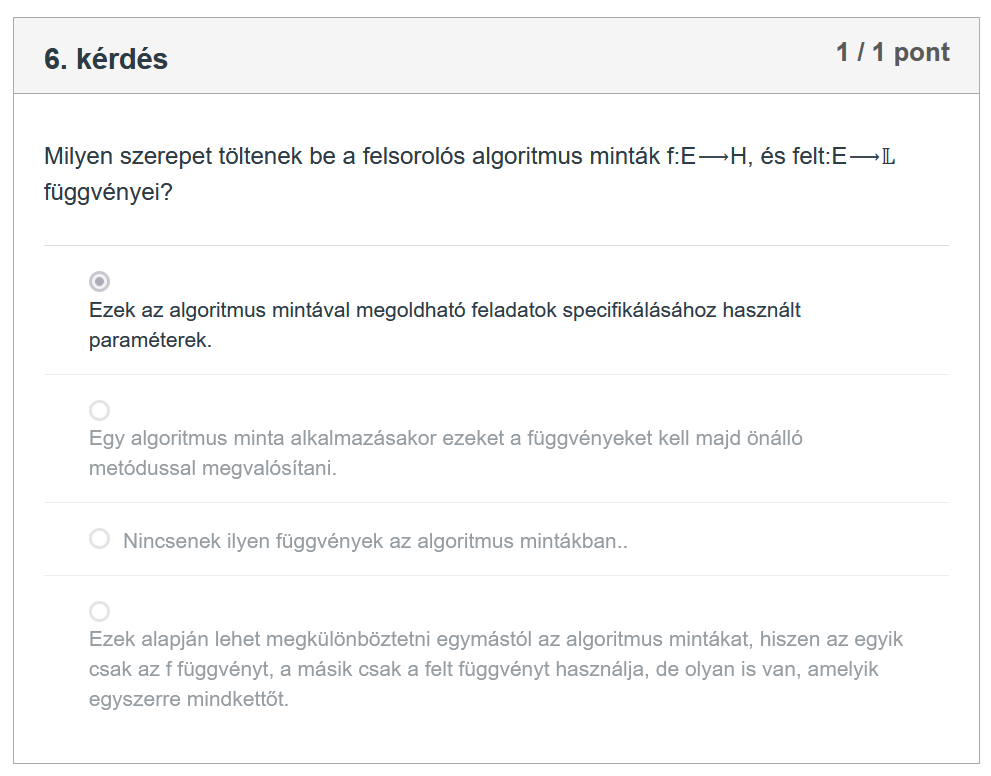 6. kérdés
1 / 1 pont
Milyen szerepet töltenek be a felsorolós algoritmus minták f:E⟶H, és felt:E⟶𝕃
függvényei?
Ezek az algoritmus mintával megoldható feladatok specifikálásához használt
paraméterek.
Egy algoritmus minta alkalmazásakor ezeket a függvényeket kell majd önálló
metódussal megvalósítani.
Nincsenek ilyen függvények az algoritmus mintákban..
Ezek alapján lehet megkülönböztetni egymástól az algoritmus mintákat, hiszen az egyik
csak az f függvényt, a másik csak a felt függvényt használja, de olyan is van, amelyik
egyszerre mindkettőt.